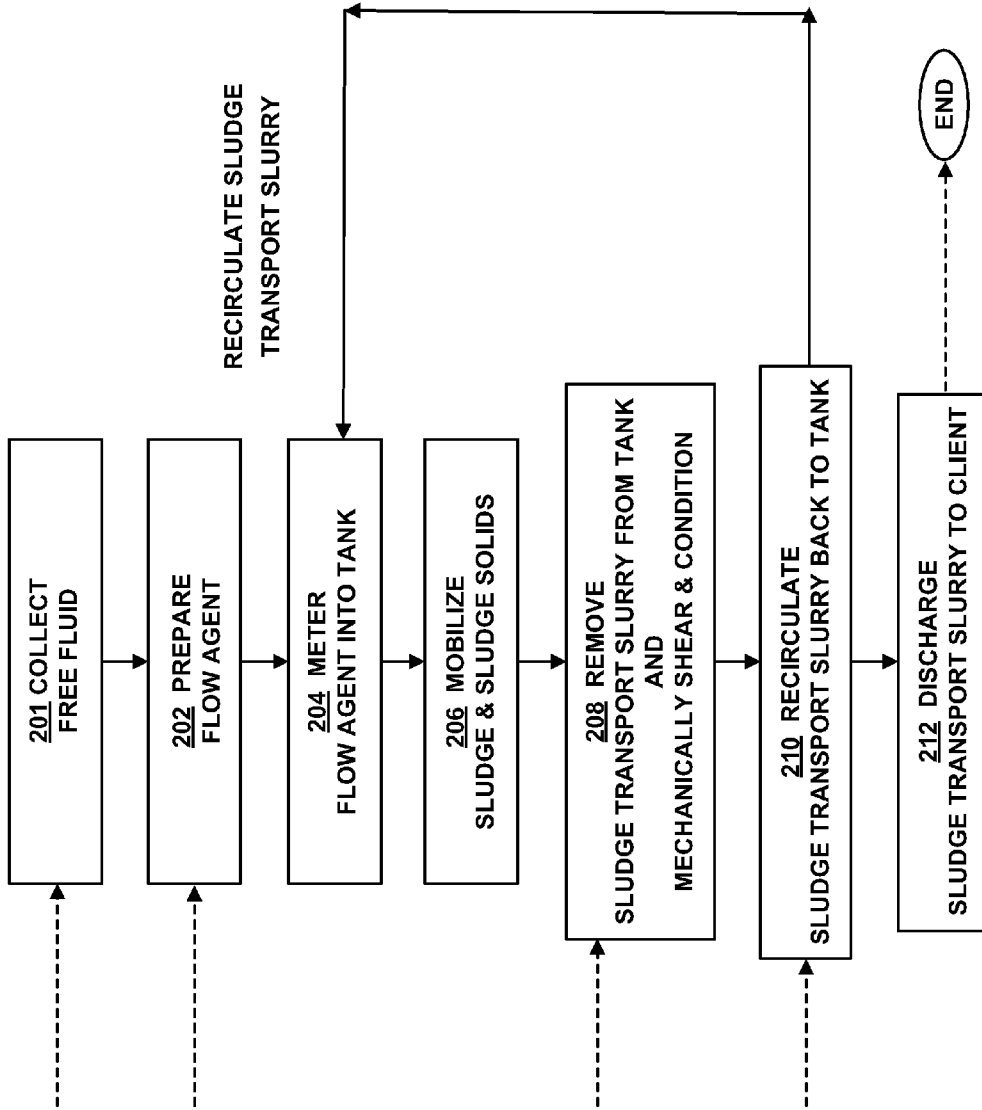 201 COLLECT
FREE FLUID
202 PREPARE
FLOW AGENT
204 METER
FLOW AGENT INTO TANK
RECIRCULATE SLUDGE
TRANSPORT SLURRY
206 MOBILIZE
SLUDGE & SLUDGE SOLIDS
208 REMOVE
SLUDGE TRANSPORT SLURRY FROM TANK
AND
MECHANICALLY SHEAR & CONDITION
210 RECIRCULATE
SLUDGE TRANSPORT SLURRY BACK TO TANK
212 DISCHARGE
SLUDGE TRANSPORT SLURRY TO CLIENT
END